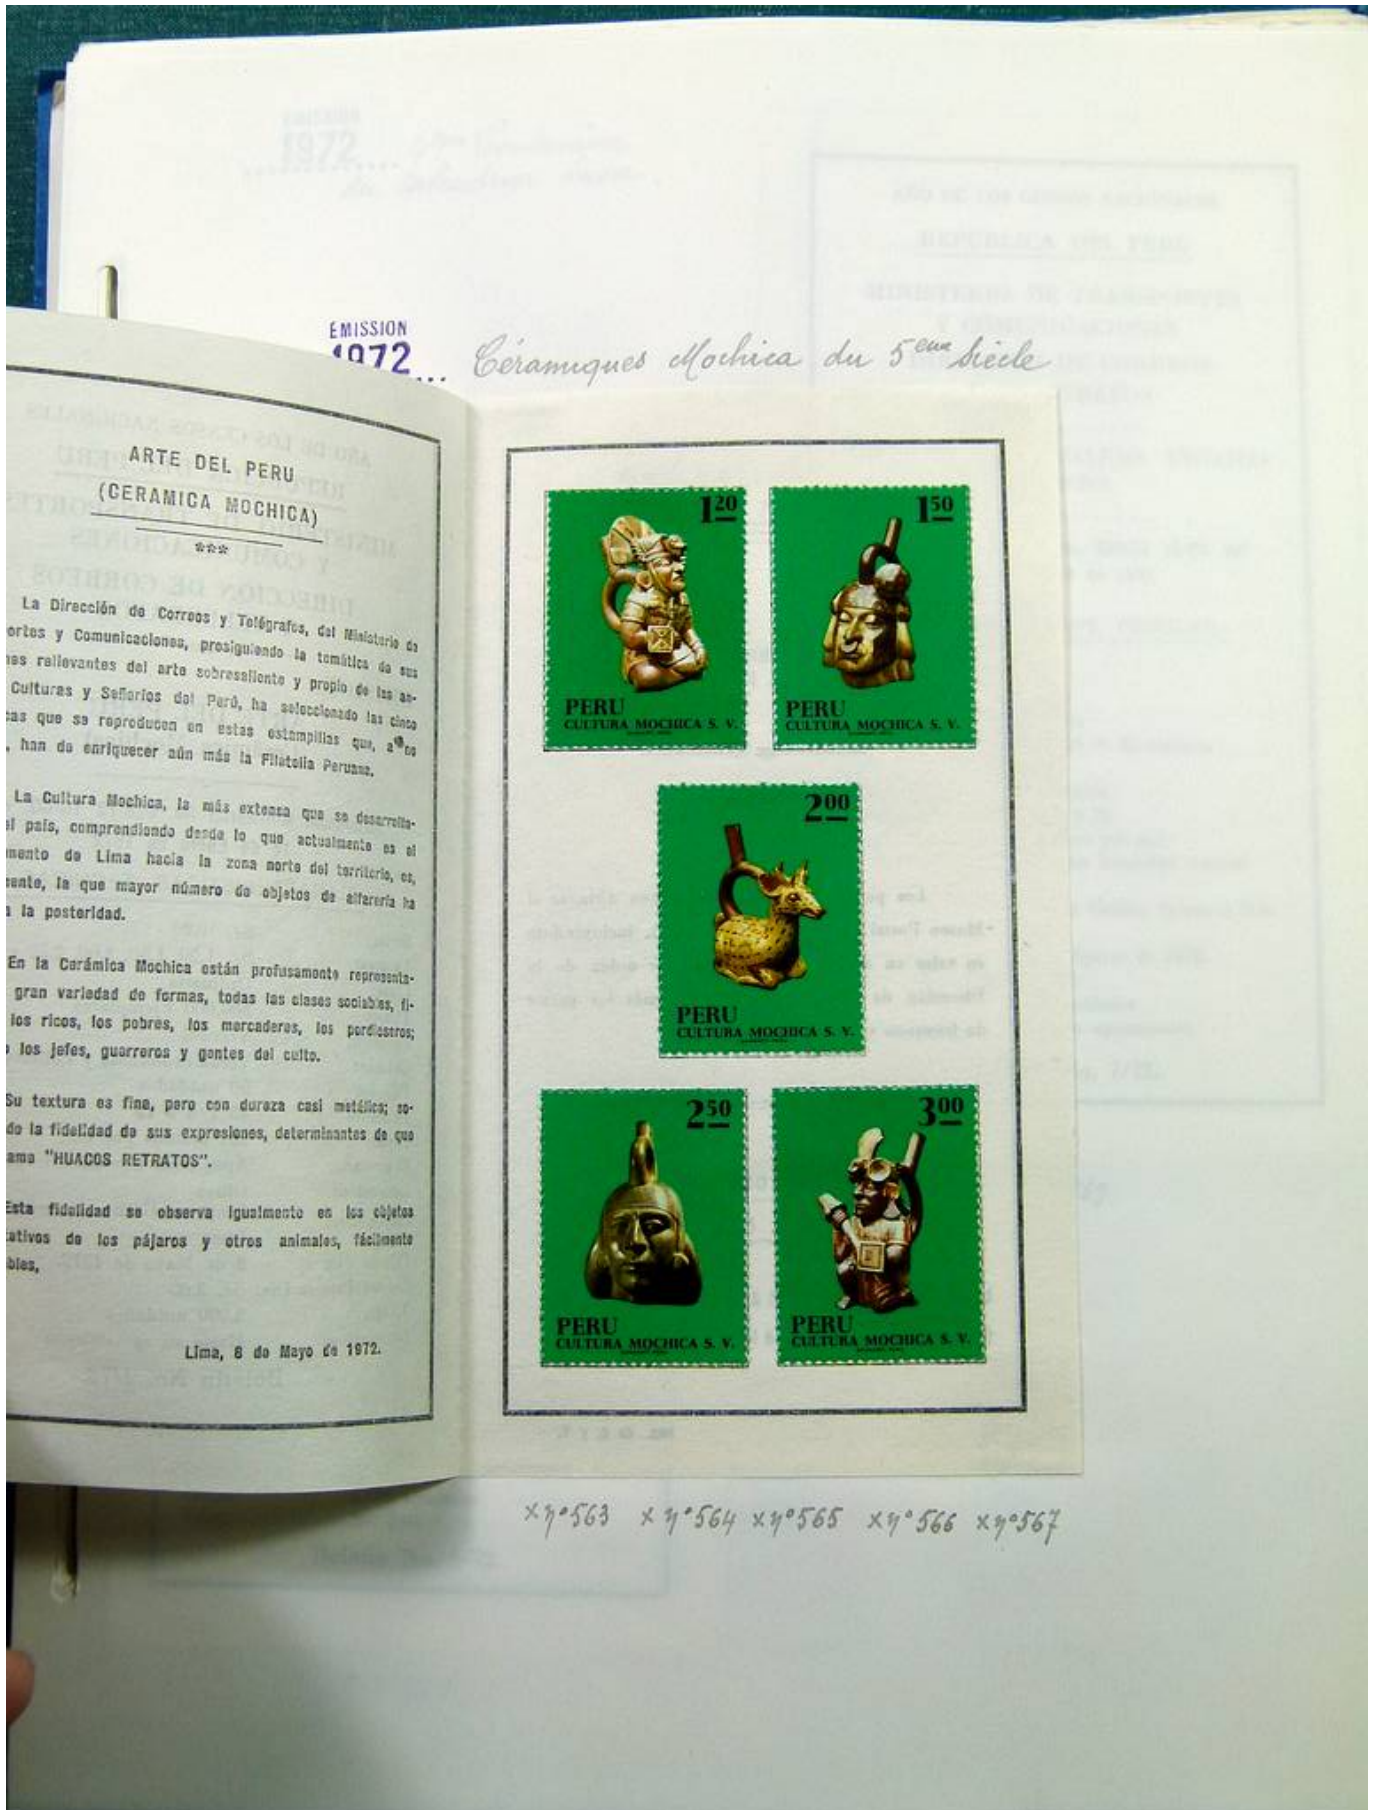 EMISSION
1972
Céramiques Mochica du 5eme Siècle
ARTE DEL PERU
(CERAMICA MOCHICA)
***
La Dirección de Correos y Telégrafos, del Ministerio de
ortes y Comunicaciones, prosiguiendo la temática de sus
nes rellevantes del arte sobresaliente y propio de las an-
Culturas y Señoríos del Perú, ha seleccionado las cinco
cas que se reproducen en estas estampillas que, a no
, han de enriquecer aún más la Filatelia Peruana.
La Cultura Mochica, la más extensa que se desarrolla-
el país, comprendiendo desde lo que actualmente es el
mento de Lima hacia la zona norte del territorio, es,
mente, la que mayor número de objetos de alfarería ha
a la posteridad.
En la Cerámica Mochica están profusamente representa-
gran variedad de formas, todas las clases sociables, fi-
los ricos, los pobres, los mercaderes, los pordiestros;
o los jefes, guerreros y gentes del culto.
Su textura es fina, pero con dureza casi metálica; so-
do la fidelidad de sus expresiones, determinantes de que
ame "HUACOS RETRATOS".
Esta fidelidad se observa igualmente en los objetos
tativos de los pájaros y otros animales, fácilmente
bles,
Lima, 8 de Mayo de 1972.
1 20
PERU
CULTURA MOCHICA S. V.
1 50
PERU
CULTURA MOCHICA S. V.
2 00
PERU
CULTURA MOCHICA S. V.
2 50
PERU
CULTURA MOCHICA S. V.
3 00
PERU
CULTURA MOCHICA S. V.
x n°563 x n°564 x n°565 x n°566 x n°567